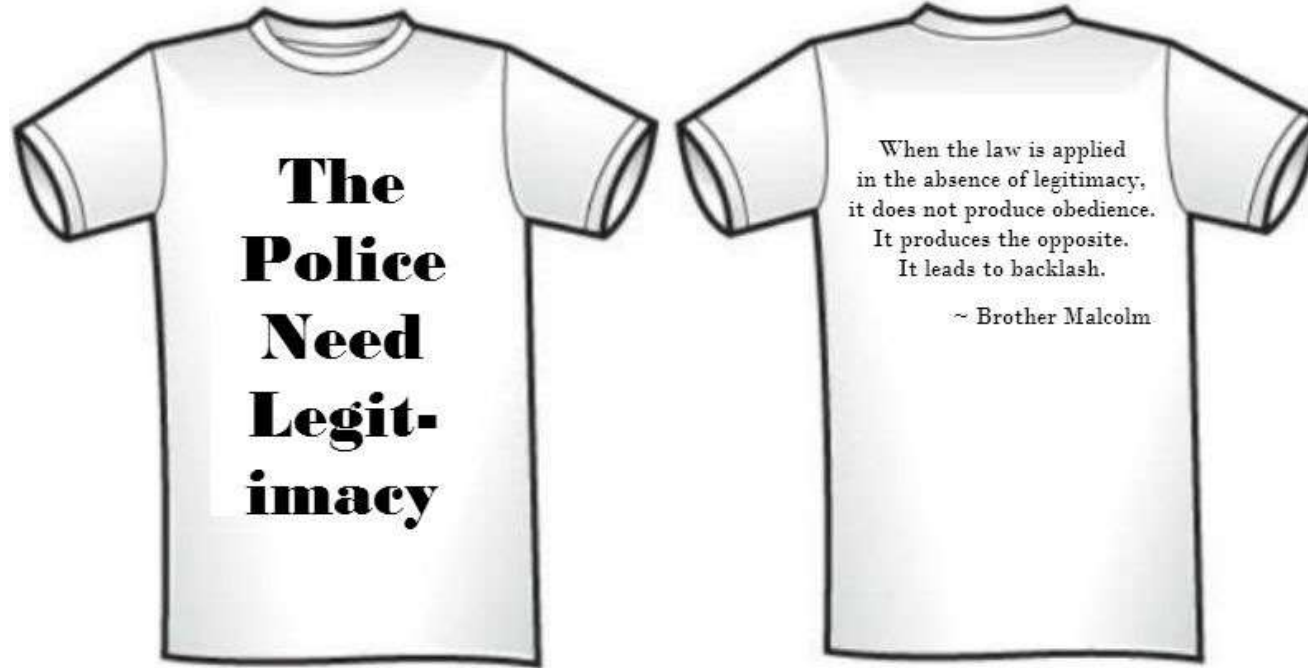 The
Police
Need
Legit-
imacy
When the law is applied
in the absence of legitimacy,
it does not produce obedience.
It produces the opposite.
It leads to backlash.
~ Brother Malcolm